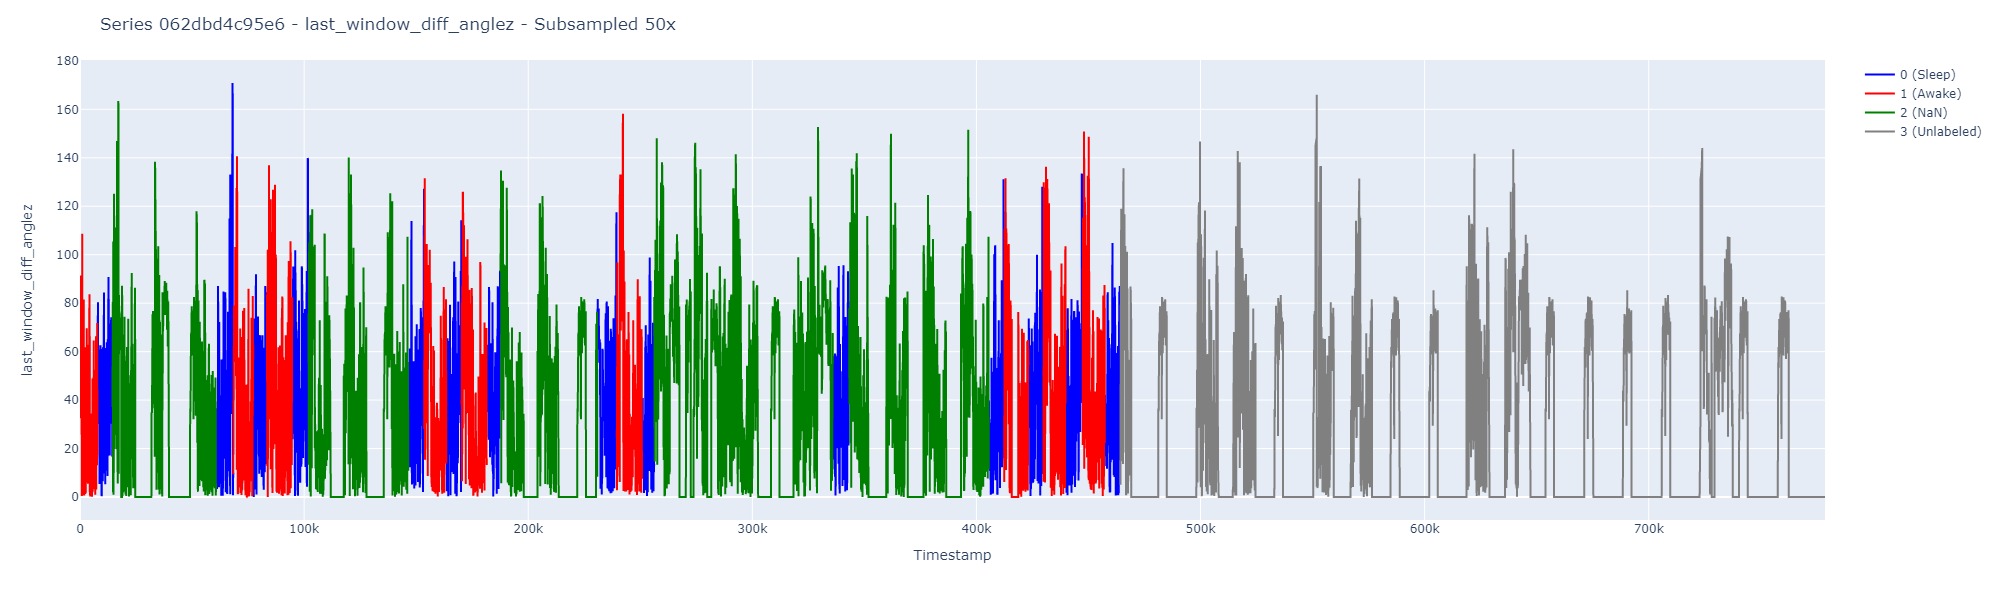 Series 062dbd4c95e6 - last_window_diff_anglez - Subsampled 50x
180
160
140
120
100
80
60
40
20
0
last_window_diff_anglez
0 100k 200k 300k 400k 500k 600k 700k
Timestamp
0 (Sleep)
1 (Awake)
2 (NaN)
3 (Unlabeled)